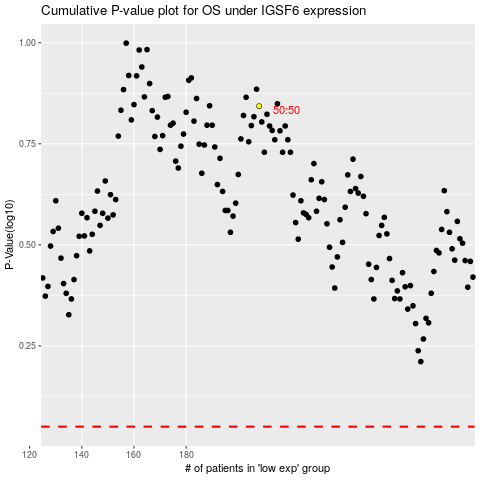 Cumulative P-value plot for OS under IGSF6 expression
1.00
0.75
0.50
0.25
P-Value(log10)
50:50
120 140 160 180
# of patients in 'low exp' group